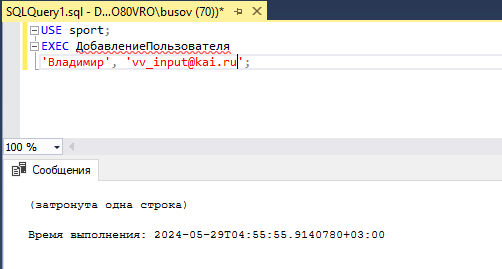 SQLQuery1.sql - D...O80VRO\busov (70))*
USE sport;
EXEC ДобавлениеПользователя
'Владимир', 'vv_input@kai.ru';
100 %
Сообщения
(затронута одна строка)
Время выполнения: 2024-05-29T04:55:55.9140780+03:00